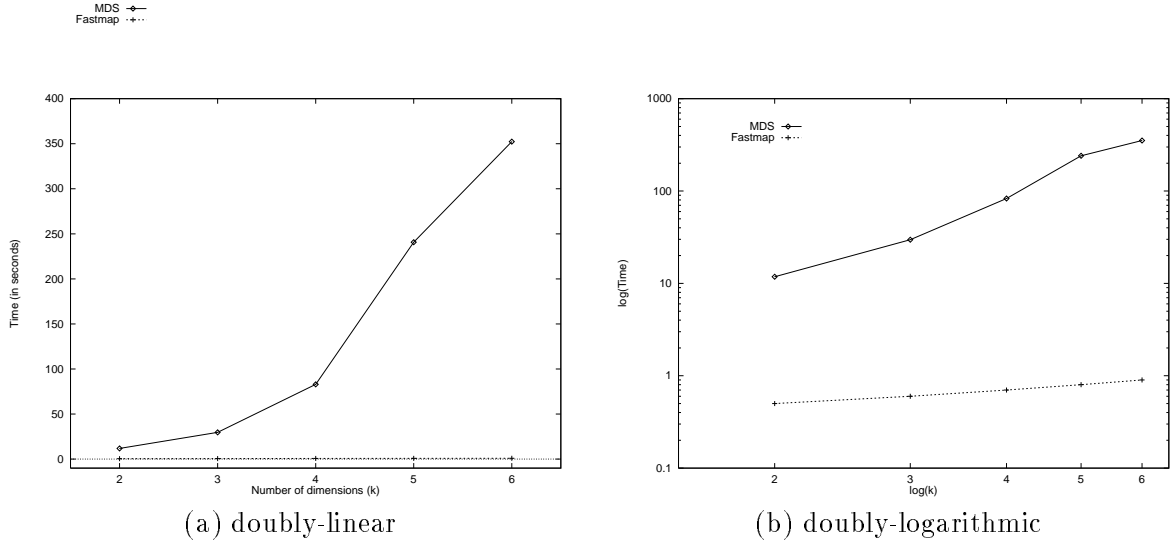 MDS
Fastmap
400
350
300
250
200
150
100
50
0
Time (in seconds)
2 3 4 5 6
Number of dimensions (k)
(a) doubly-linear
MDS
Fastmap
1000
100
10
1
0.1
log(Time)
2 3 4 5 6
log(k)
(b) doubly-logarithmic